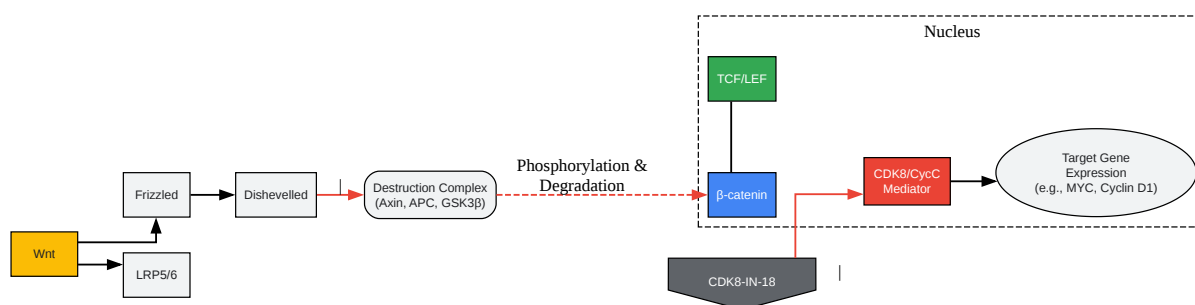 Nucleus
TCF/LEF
Phosphorylation &
Degradation
Frizzled
Dishevelled
|
Destruction Complex
(Axin, APC, GSK3β)
β-catenin
CDK8/CycC
Mediator
Target Gene
Expression
(e.g., MYC, Cyclin D1)
Wnt
LRP5/6
CDK8-IN-18
|